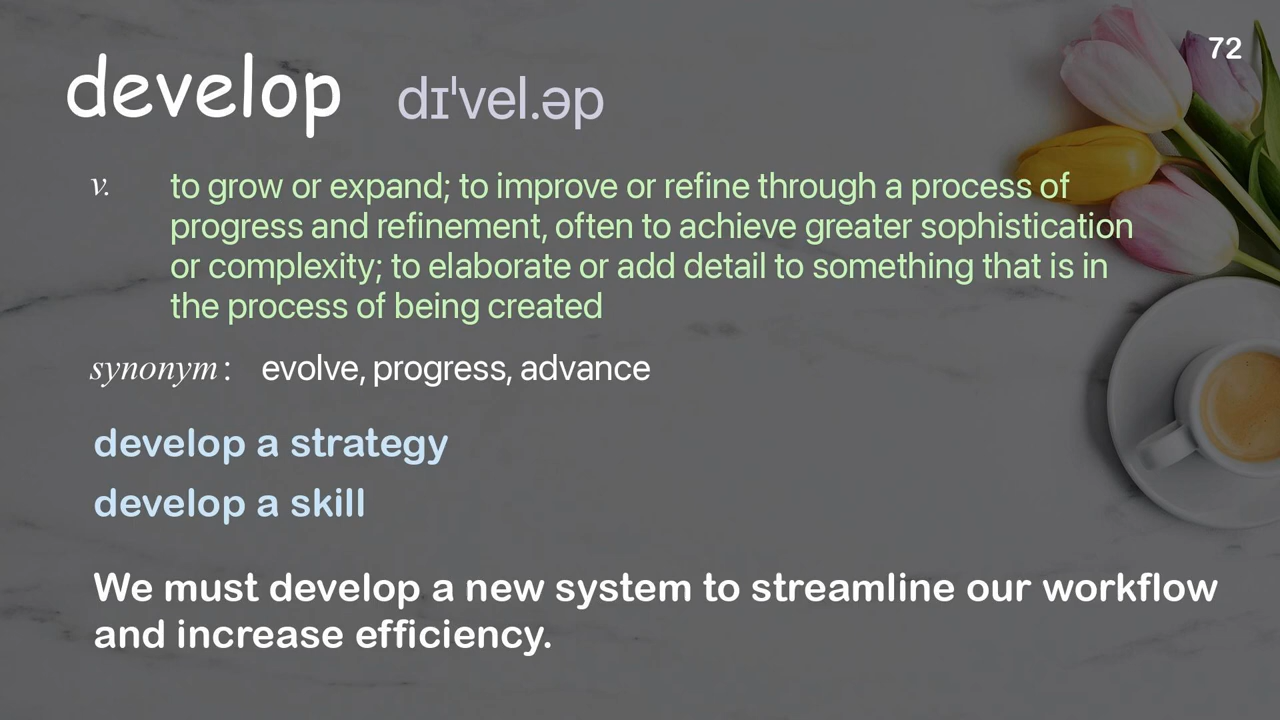 72
develop dɪˈvel.əp
v. to grow or expand; to improve or refine through a process of
progress and refinement, often to achieve greater sophistication
or complexity; to elaborate or add detail to something that is in
the process of being created
synonym: evolve, progress, advance
develop a strategy
develop a skill
We must develop a new system to streamline our workflow
and increase efficiency.